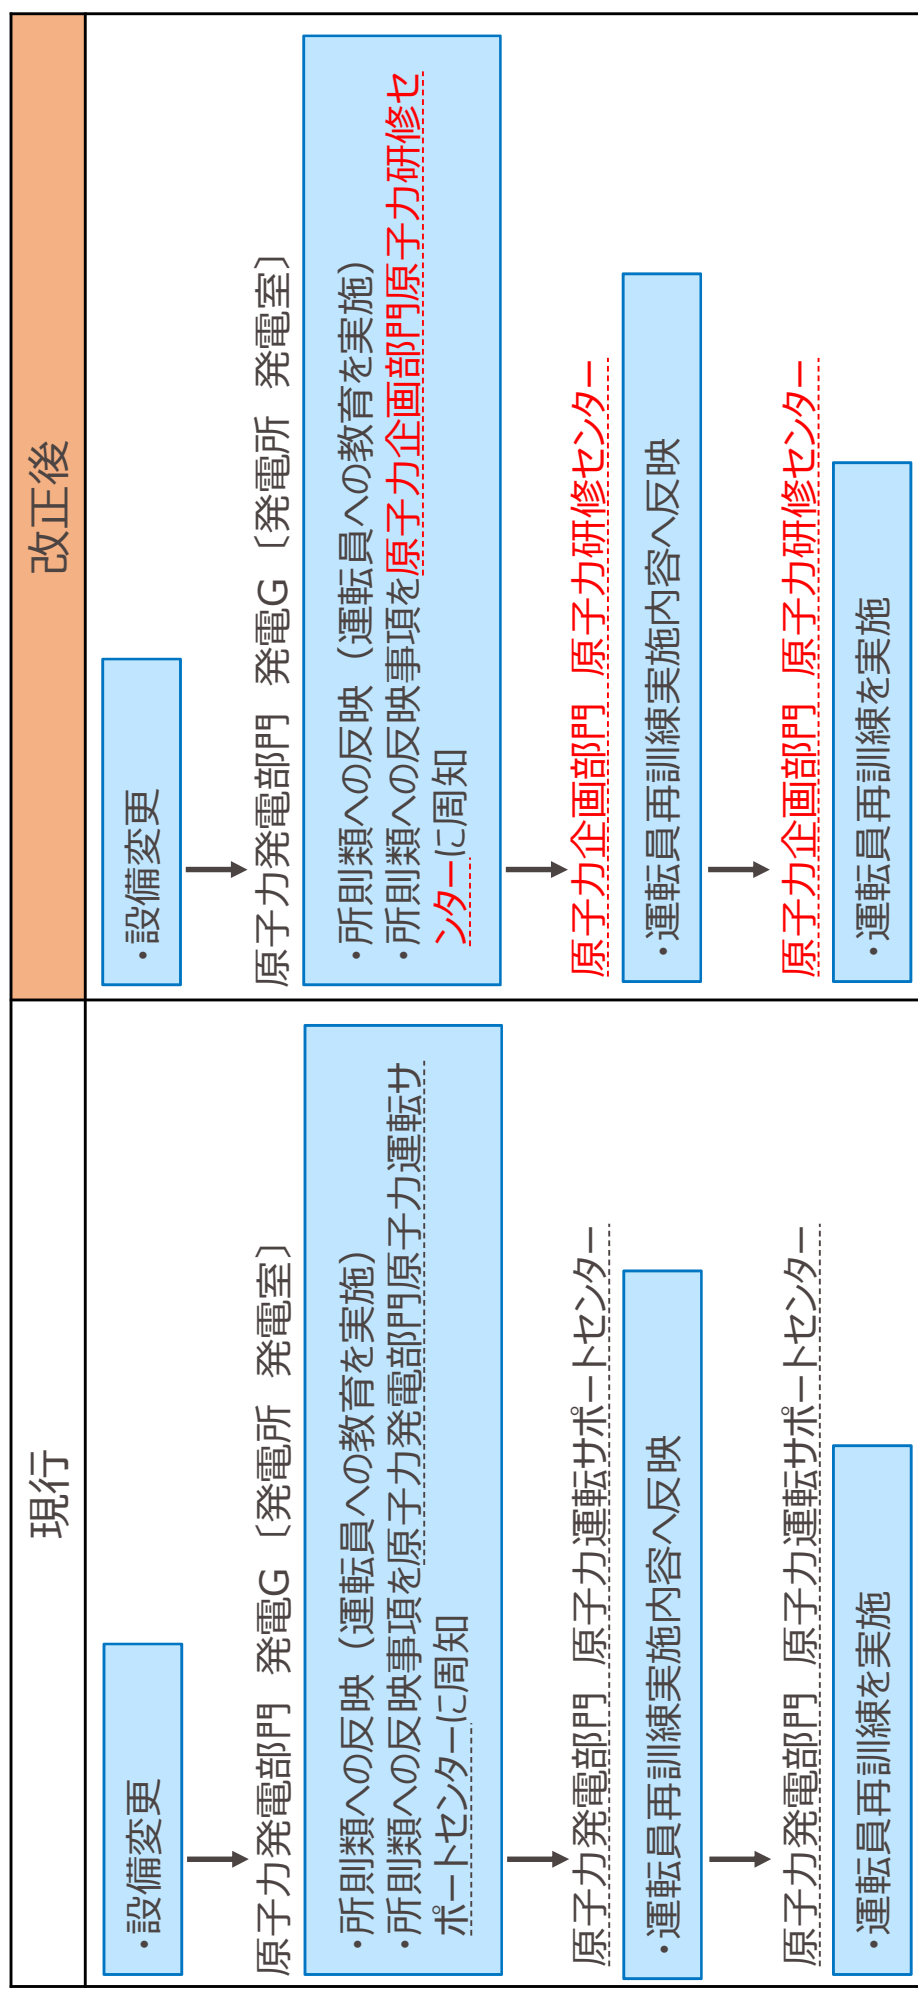 現行
・設備変更
原子力発電部門 発電G〔発電所 発電室〕
・所則類への反映（運転員への教育を実施）
・所則類への反映事項を原子力発電部門原子力運転サ
ポートセンターに周知
原子力発電部門 原子力運転サポートセンター
・運転員再訓練実施内容へ反映
原子力発電部門 原子力運転サポートセンター
・運転員再訓練を実施
改正後
・設備変更
原子力発電部門 発電G〔発電所 発電室〕
・所則類への反映（運転員への教育を実施）
・所則類への反映事項を原子力企画部門原子力研修セ
ンターに周知
原子力企画部門 原子力研修センター
・運転員再訓練実施内容へ反映
原子力企画部門 原子力研修センター
・運転員再訓練を実施